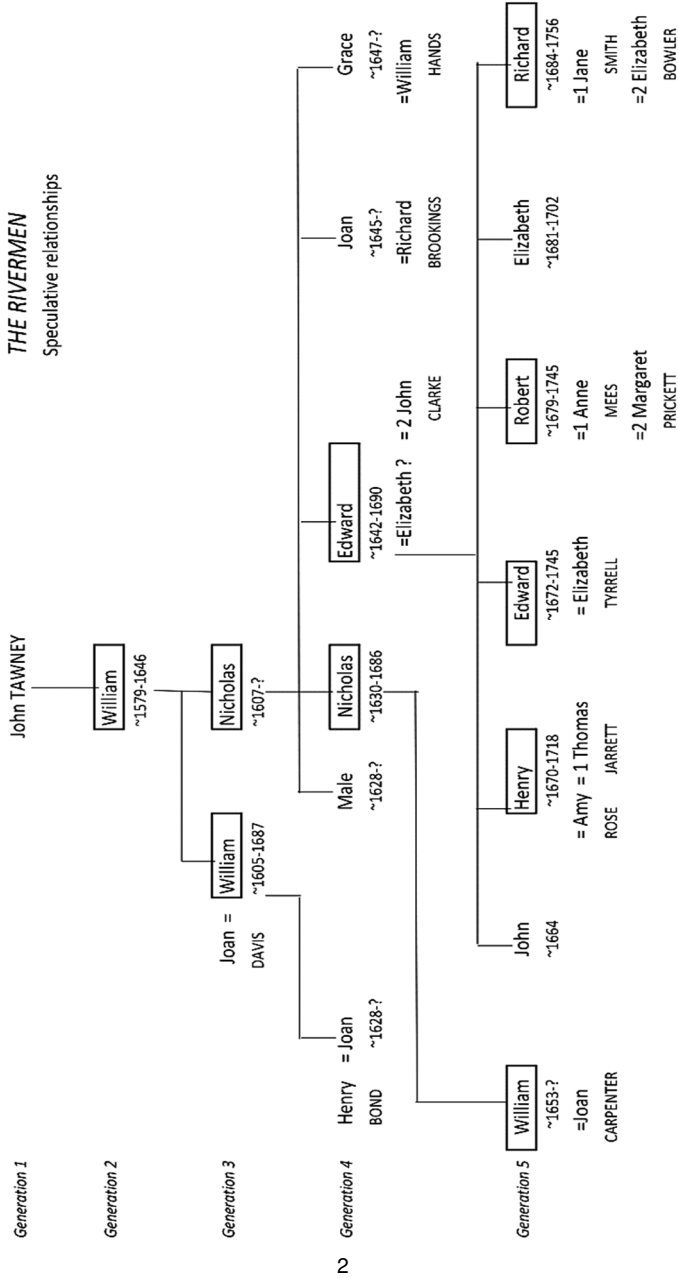 THE RIVERMEN
Speculative relationships
Generation 1
John TAWNEY
Generation 2
William
~1579-1646
Generation 3
Joan =
DAVIS
William
~1605-1687
Nicholas
~1607-?
Generation 4
Henry = Joan
BOND
~1628-?
Male
~1628-?
Nicholas
~1630-1686
Edward
~1642-1690
=Elizabeth ? = 2 John
CLARKE
Joan
~1645-?
=Richard
BROOKINGS
Grace
~1647-?
=William
HANDS
Generation 5
William
~1653-?
=Joan
CARPENTER
John
~1664
Henry
~1670-1718
= Amy = 1 Thomas
ROSE JARRETT
Edward
~1672-1745
= Elizabeth
TYRRELL
Robert
~1679-1745
=1 Anne
MEES
=2 Margaret
PRICKETT
Elizabeth
~1681-1702
Richard
~1684-1756
=1 Jane
SMITH
=2 Elizabeth
BOWLER
2